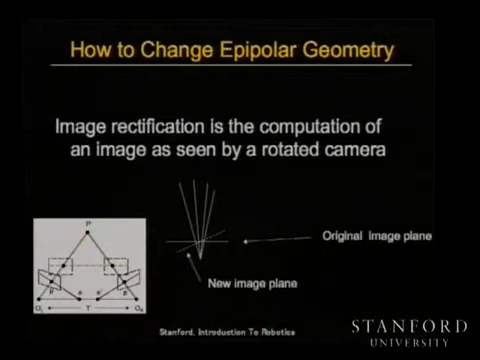 How to Change Epipolar Geometry
Image rectification is the computation of
an image as seen by a rotated camera
P
Original image plane
New image plane
T
Stanford, Introduction To Robotics
STANFORD
UNIVERSITY